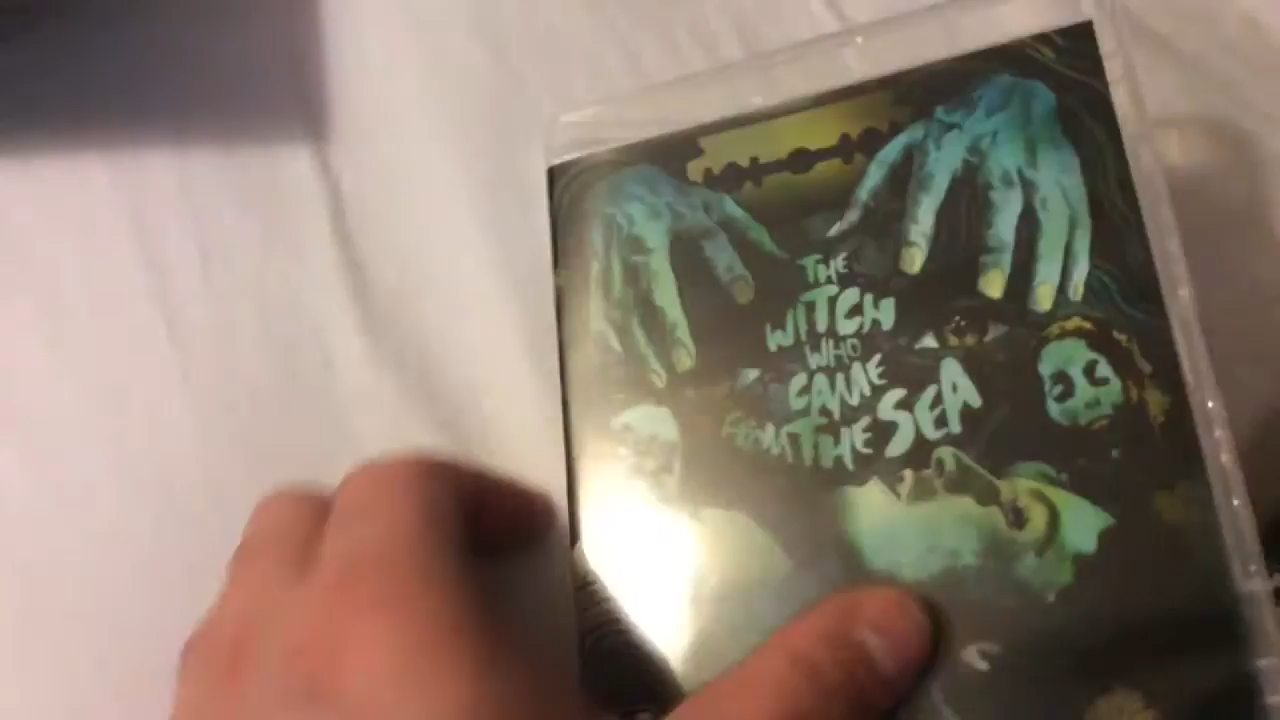 THE
WITCH
WHO
CAME
FROM THE SEA